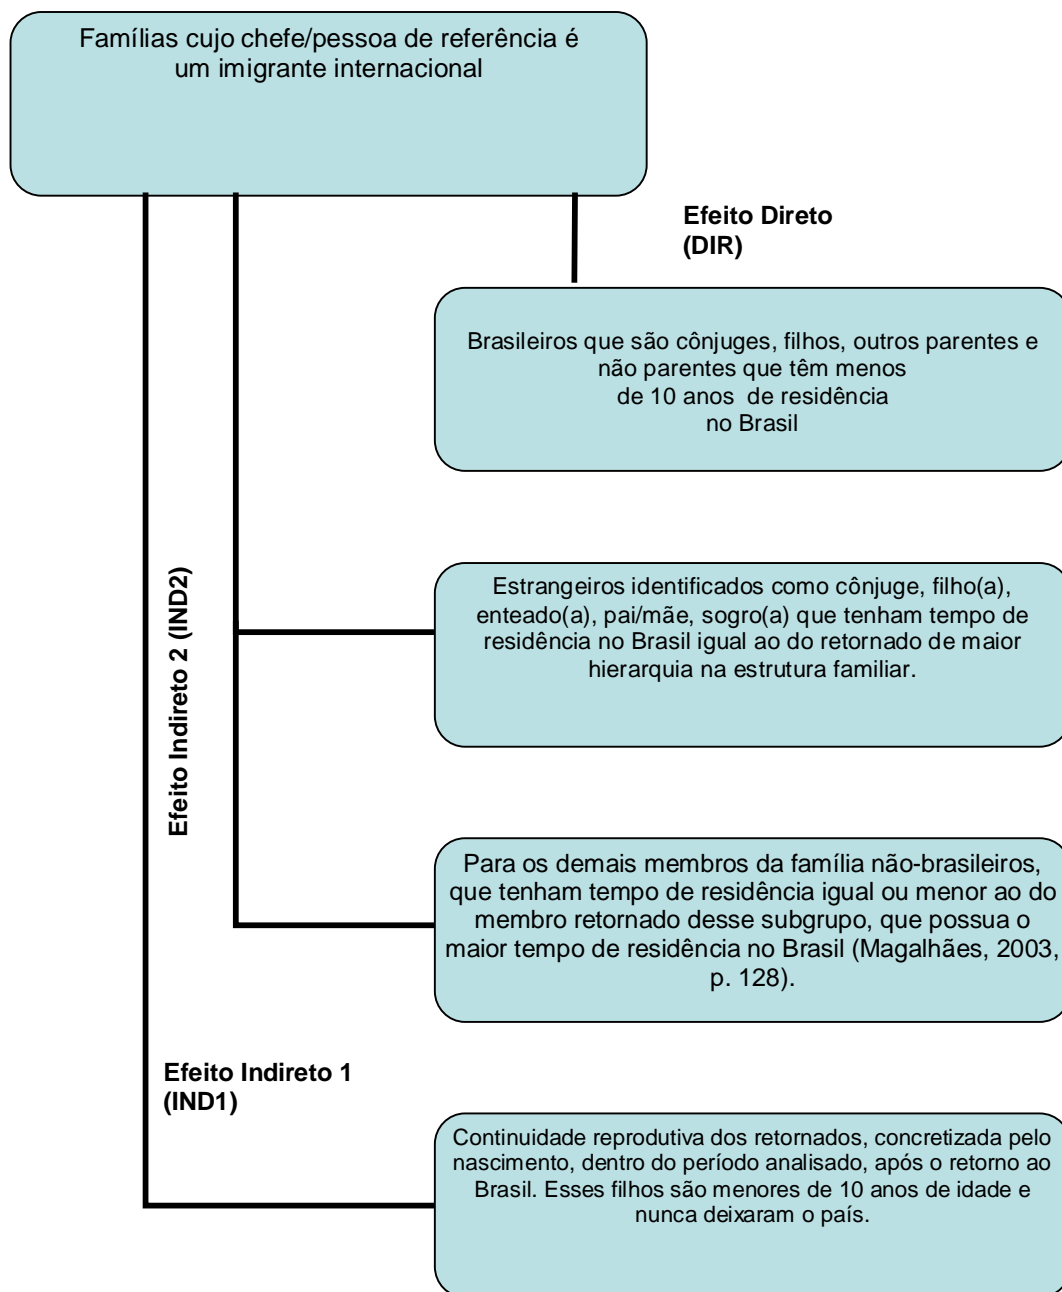 Famílias cujo chefe/pessoa de referência é
um imigrante internacional
Efeito Direto
(DIR)
Brasileiros que são cônjuges, filhos, outros parentes e
não parentes que têm menos
de 10 anos de residência
no Brasil
Efeito Indireto 2 (IND2)
Estrangeiros identificados como cônjuge, filho(a),
enteado(a), pai/mãe, sogro(a) que tenham tempo de
residência no Brasil igual ao do retornado de maior
hierarquia na estrutura familiar.
Para os demais membros da família não-brasileiros,
que tenham tempo de residência igual ou menor ao do
membro retornado desse subgrupo, que possua o
maior tempo de residência no Brasil (Magalhães, 2003,
p. 128).
Efeito Indireto 1
(IND1)
Continuidade reprodutiva dos retornados, concretizada pelo
nascimento, dentro do período analisado, após o retorno ao
Brasil. Esses filhos são menores de 10 anos de idade e
nunca deixaram o país.